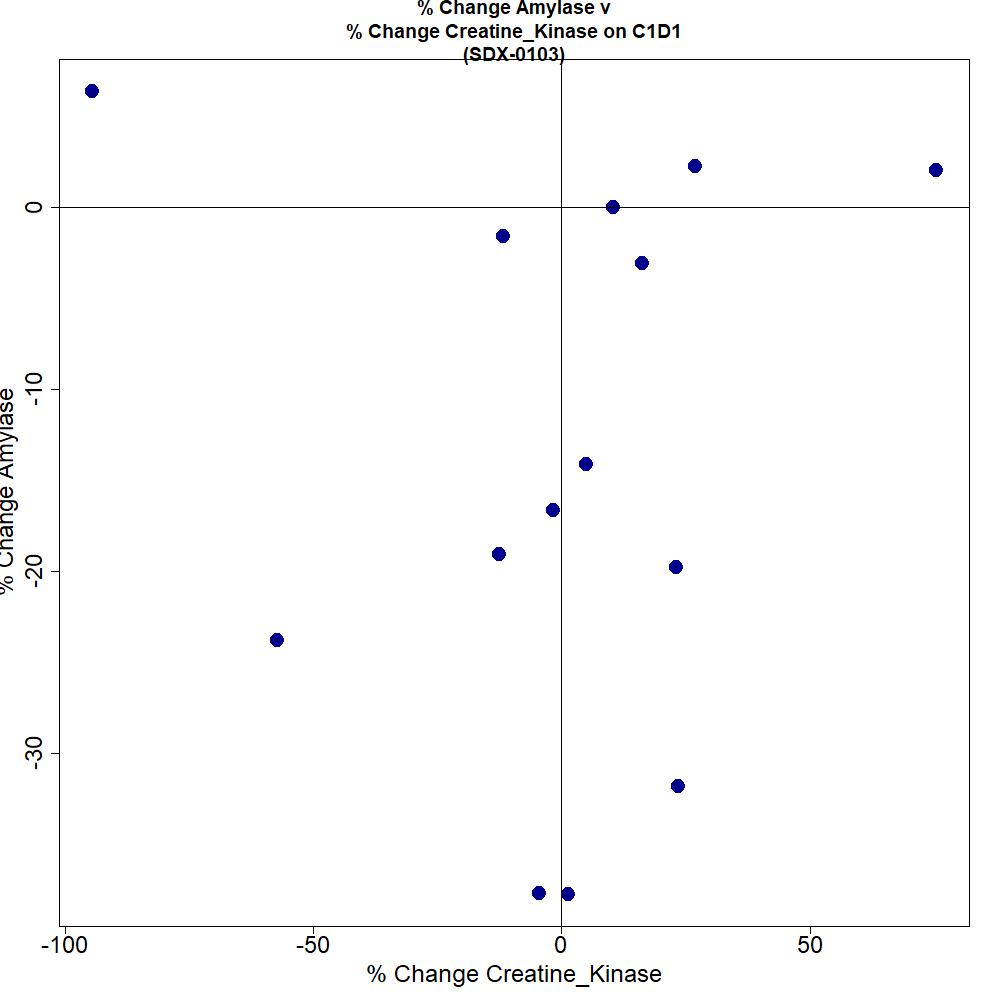 % Change Amylase v
% Change Creatine_Kinase on C1D1
(SDX-0103)
0
-10
-20
-30
% Change Amylase
-100
-50
0
50
% Change Creatine_Kinase